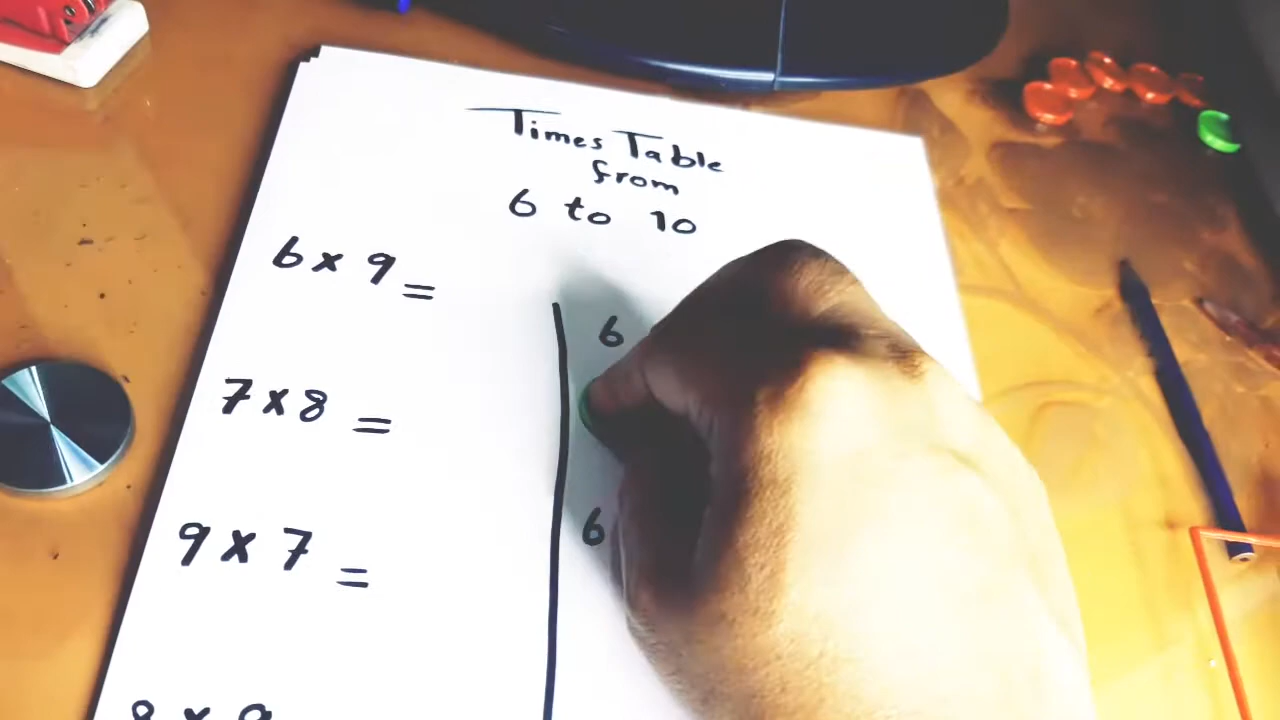 Times Table
from
6 to 10
6 x 9 =
7 x 8 =
9 x 7 =
6
6